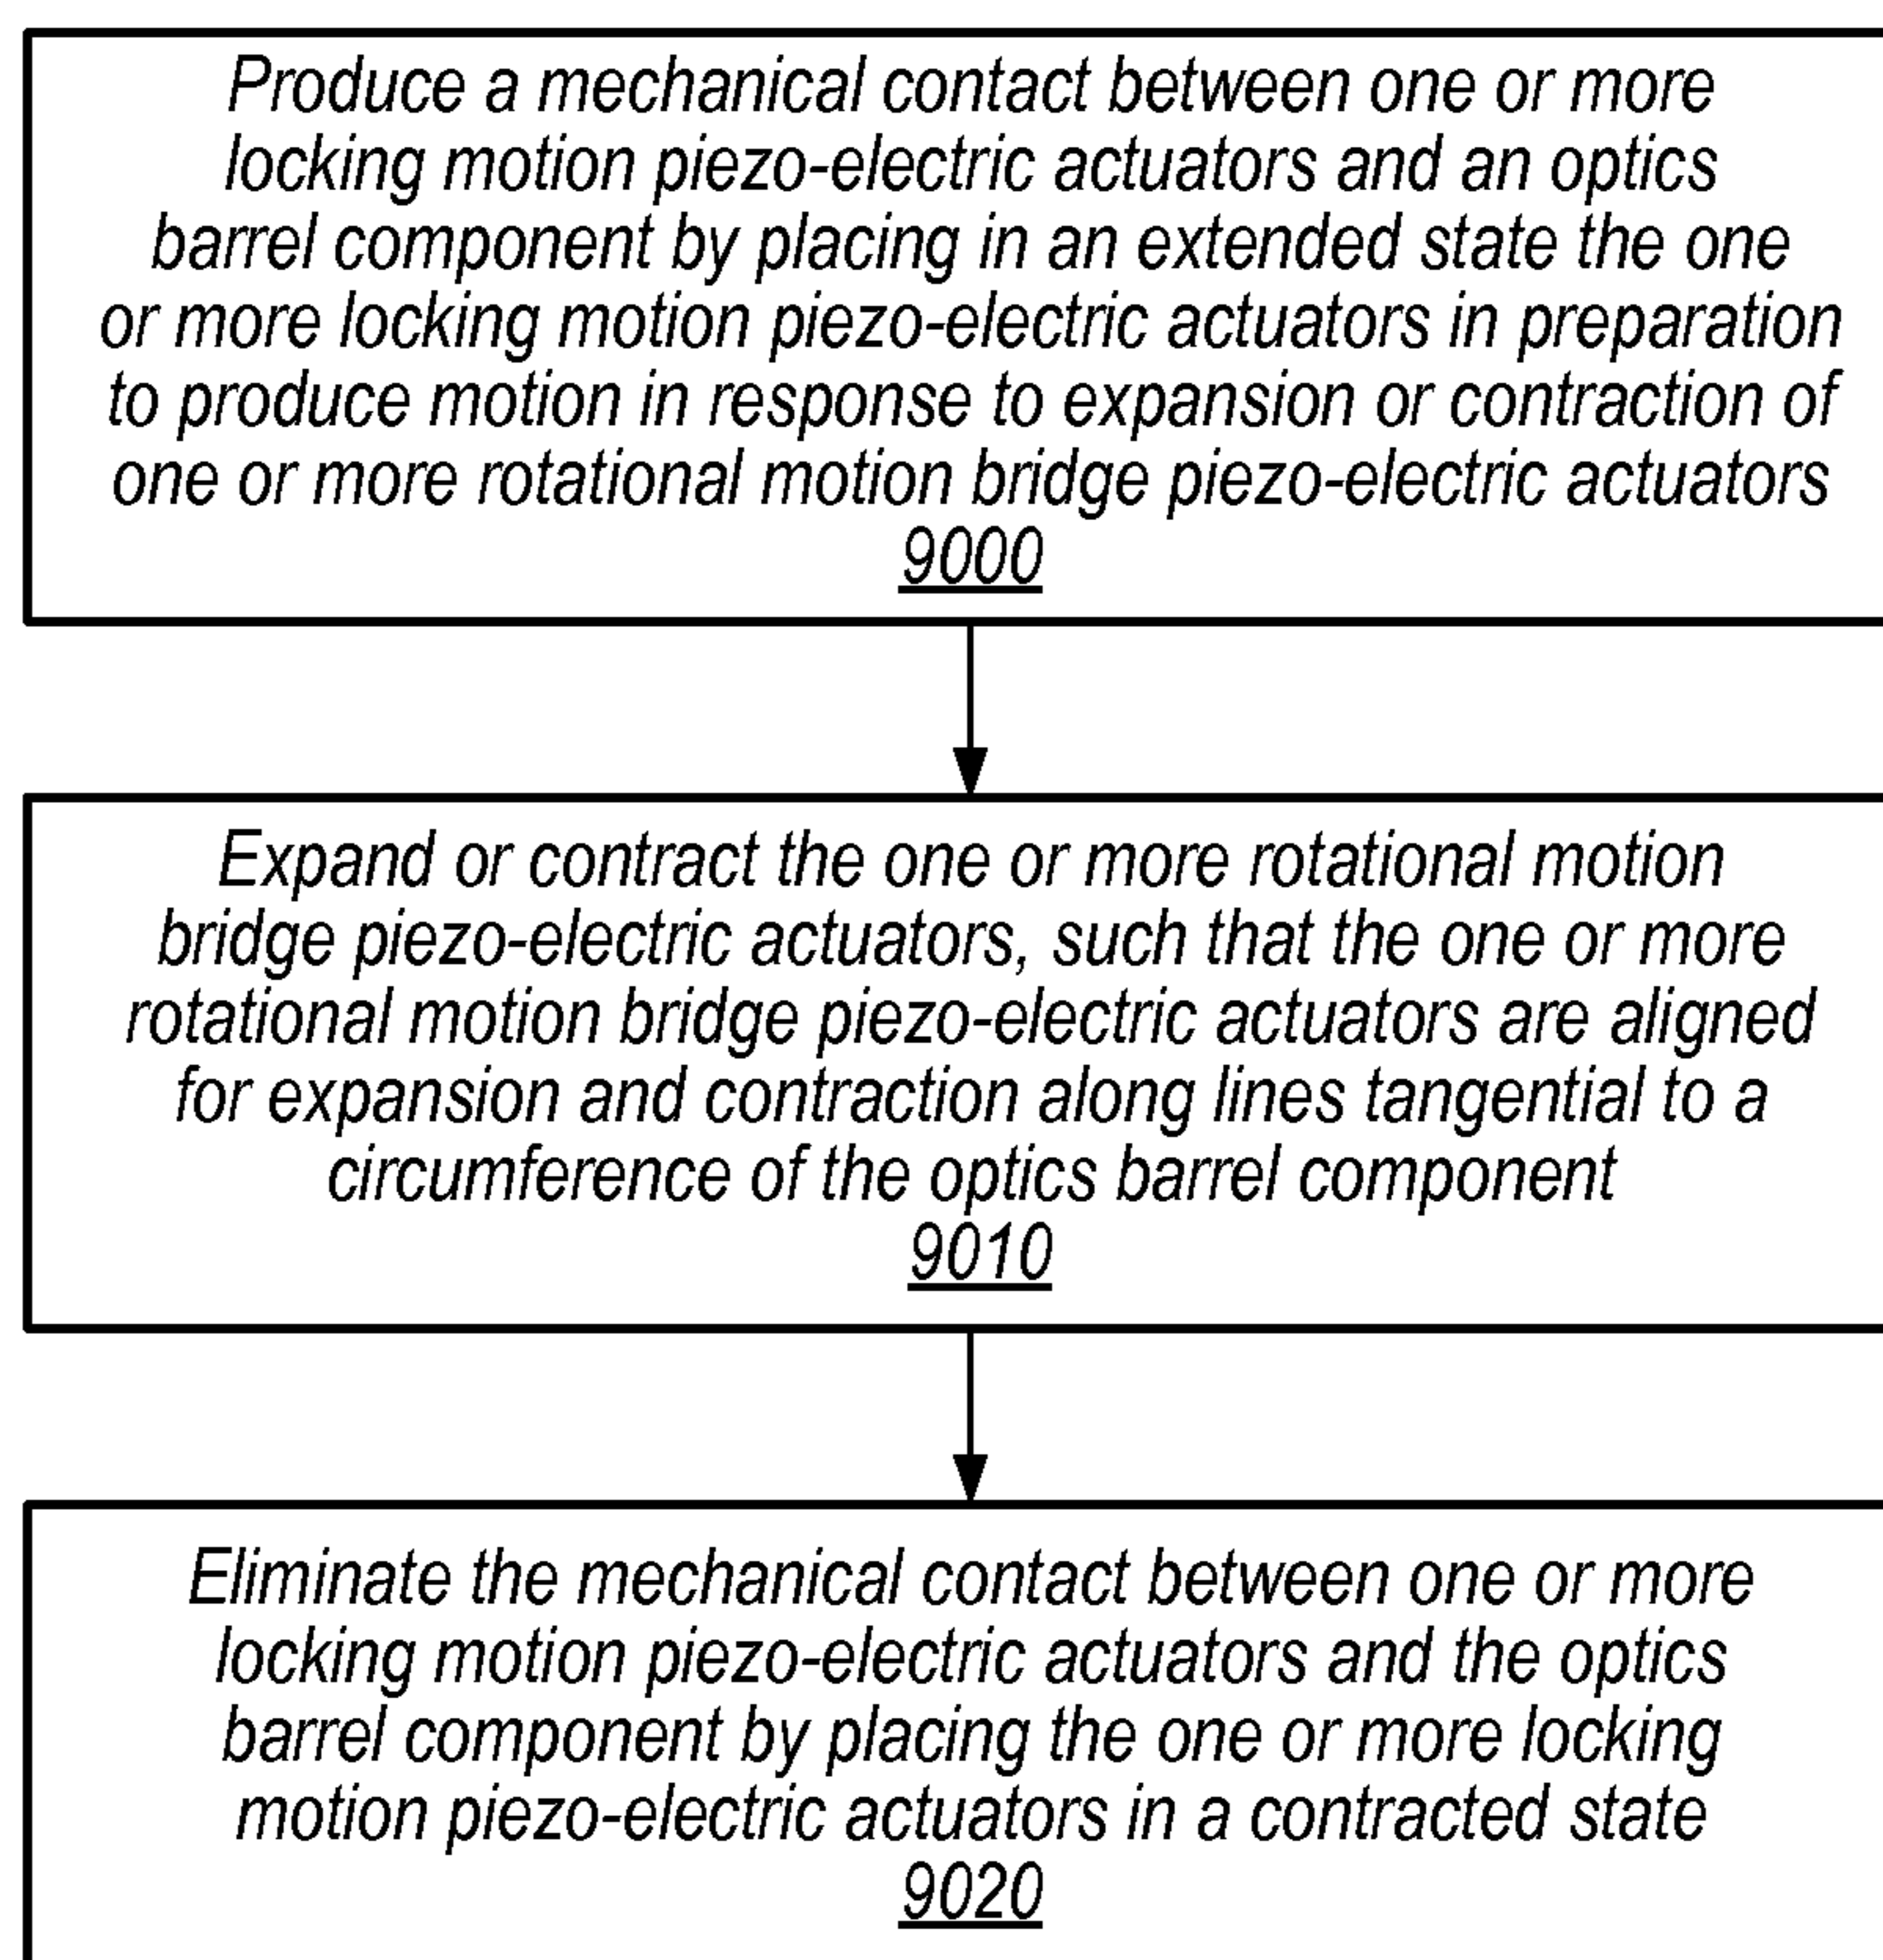 Produce a mechanical contact between one or more
locking motion piezo-electric actuators and an optics
barrel component by placing in an extended state the one
or more locking motion piezo-electric actuators in preparation
to produce motion in response to expansion or contraction of
one or more rotational motion bridge piezo-electric actuators
9000
Expand or contract the one or more rotational motion
bridge piezo-electric actuators, such that the one or more
rotational motion bridge piezo-electric actuators are aligned
for expansion and contraction along lines tangential to a
circumference of the optics barrel component
9010
Eliminate the mechanical contact between one or more
locking motion piezo-electric actuators and the optics
barrel component by placing the one or more locking
motion piezo-electric actuators in a contracted state
9020